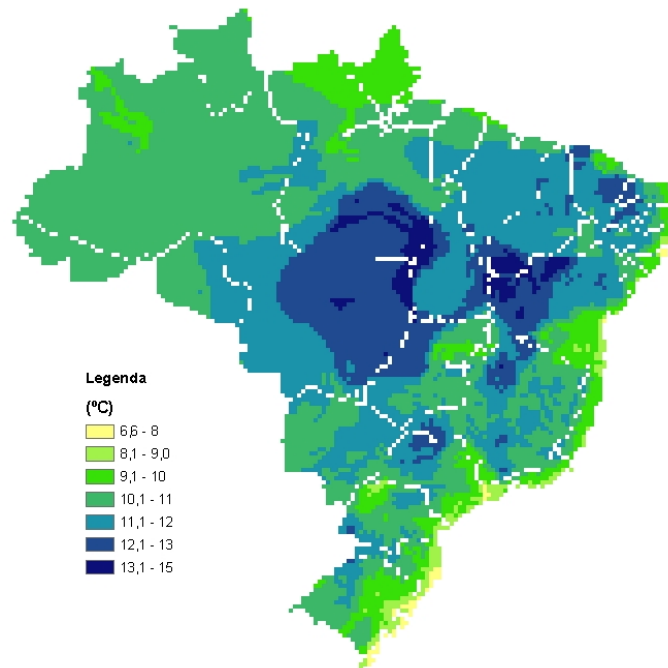 Legenda
(ºC)
6,6 - 8
8,1 - 9,0
9,1 - 10
10,1 - 11
11,1 - 12
12,1 - 13
13,1 - 15